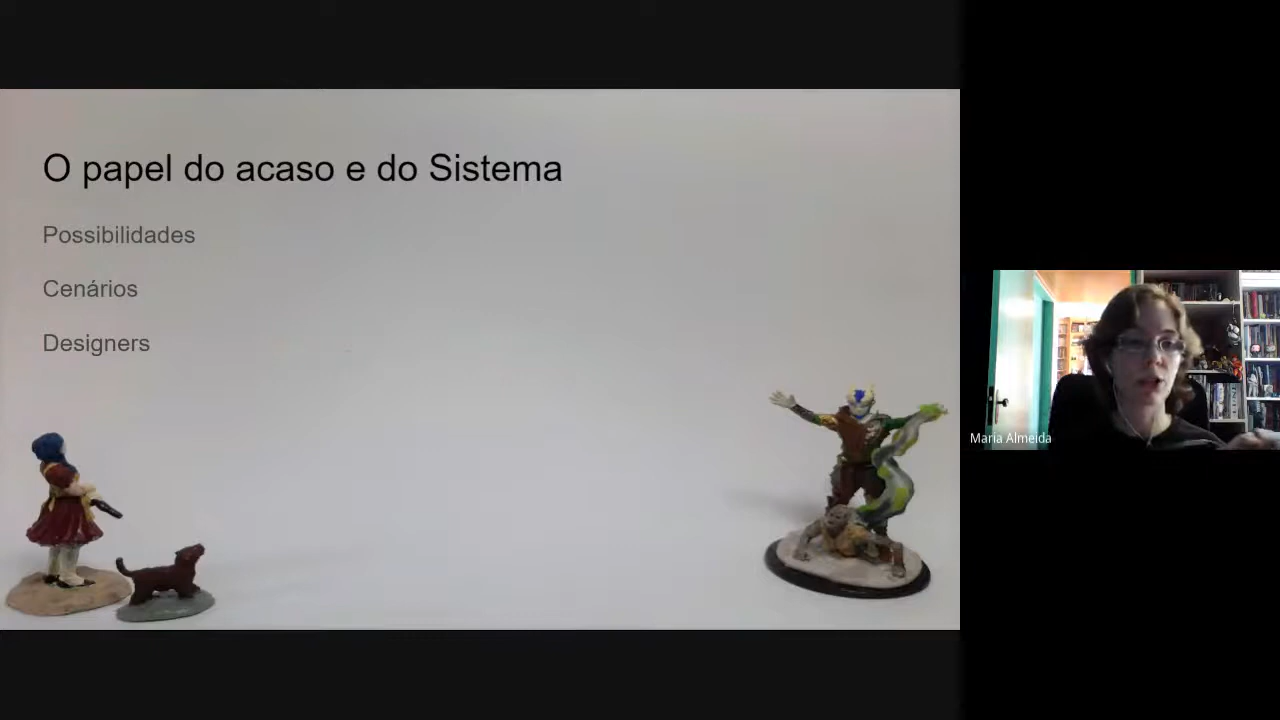 O papel do acaso e do Sistema
Possibilidades
Cenários
Designers
Maria Almeida